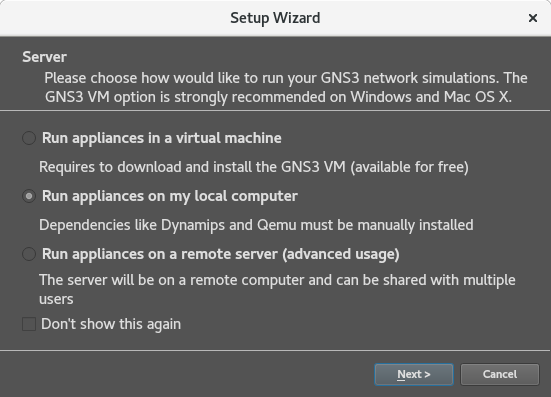 Setup Wizard
Server
Please choose how would like to run your GNS3 network simulations. The
GNS3 VM option is strongly recommended on Windows and Mac OS X.
Run appliances in a virtual machine
Requires to download and install the GNS3 VM (available for free)
Run appliances on my local computer
Dependencies like Dynamips and Qemu must be manually installed
Run appliances on a remote server (advanced usage)
The server will be on a remote computer and can be shared with multiple
users
Don't show this again
Next >
Cancel